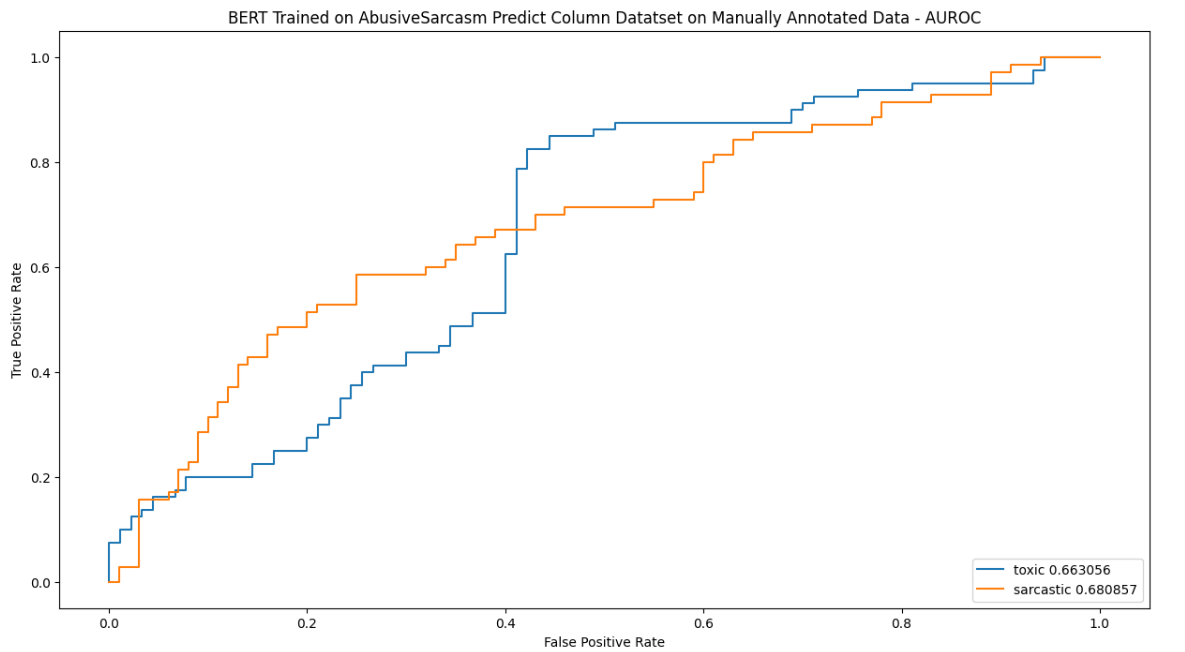 BERT Trained on AbusiveSarcasm Predict Column Datatset on Manually Annotated Data - AUROC
1.0
0.8
0.6
0.4
0.2
0.0
True Positive Rate
toxic 0.663056
sarcastic 0.680857
0.0 0.2 0.4 0.6 0.8 1.0
False Positive Rate